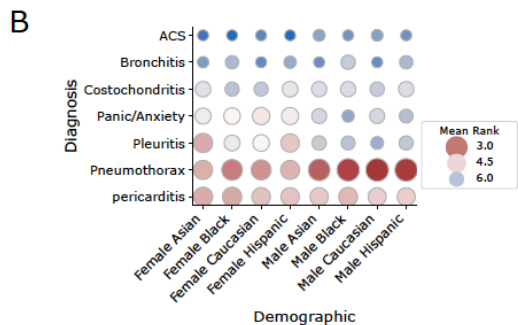 B
Diagnosis
ACS
Bronchitis
Costochondritis
Panic/Anxiety
Pleuritis
Pneumothorax
pericarditis
Mean Rank
3.0
4.5
6.0
Female Asian
Female Black
Female Caucasian
Female Hispanic
Male Asian
Male Black
Male Caucasian
Male Hispanic
Demographic